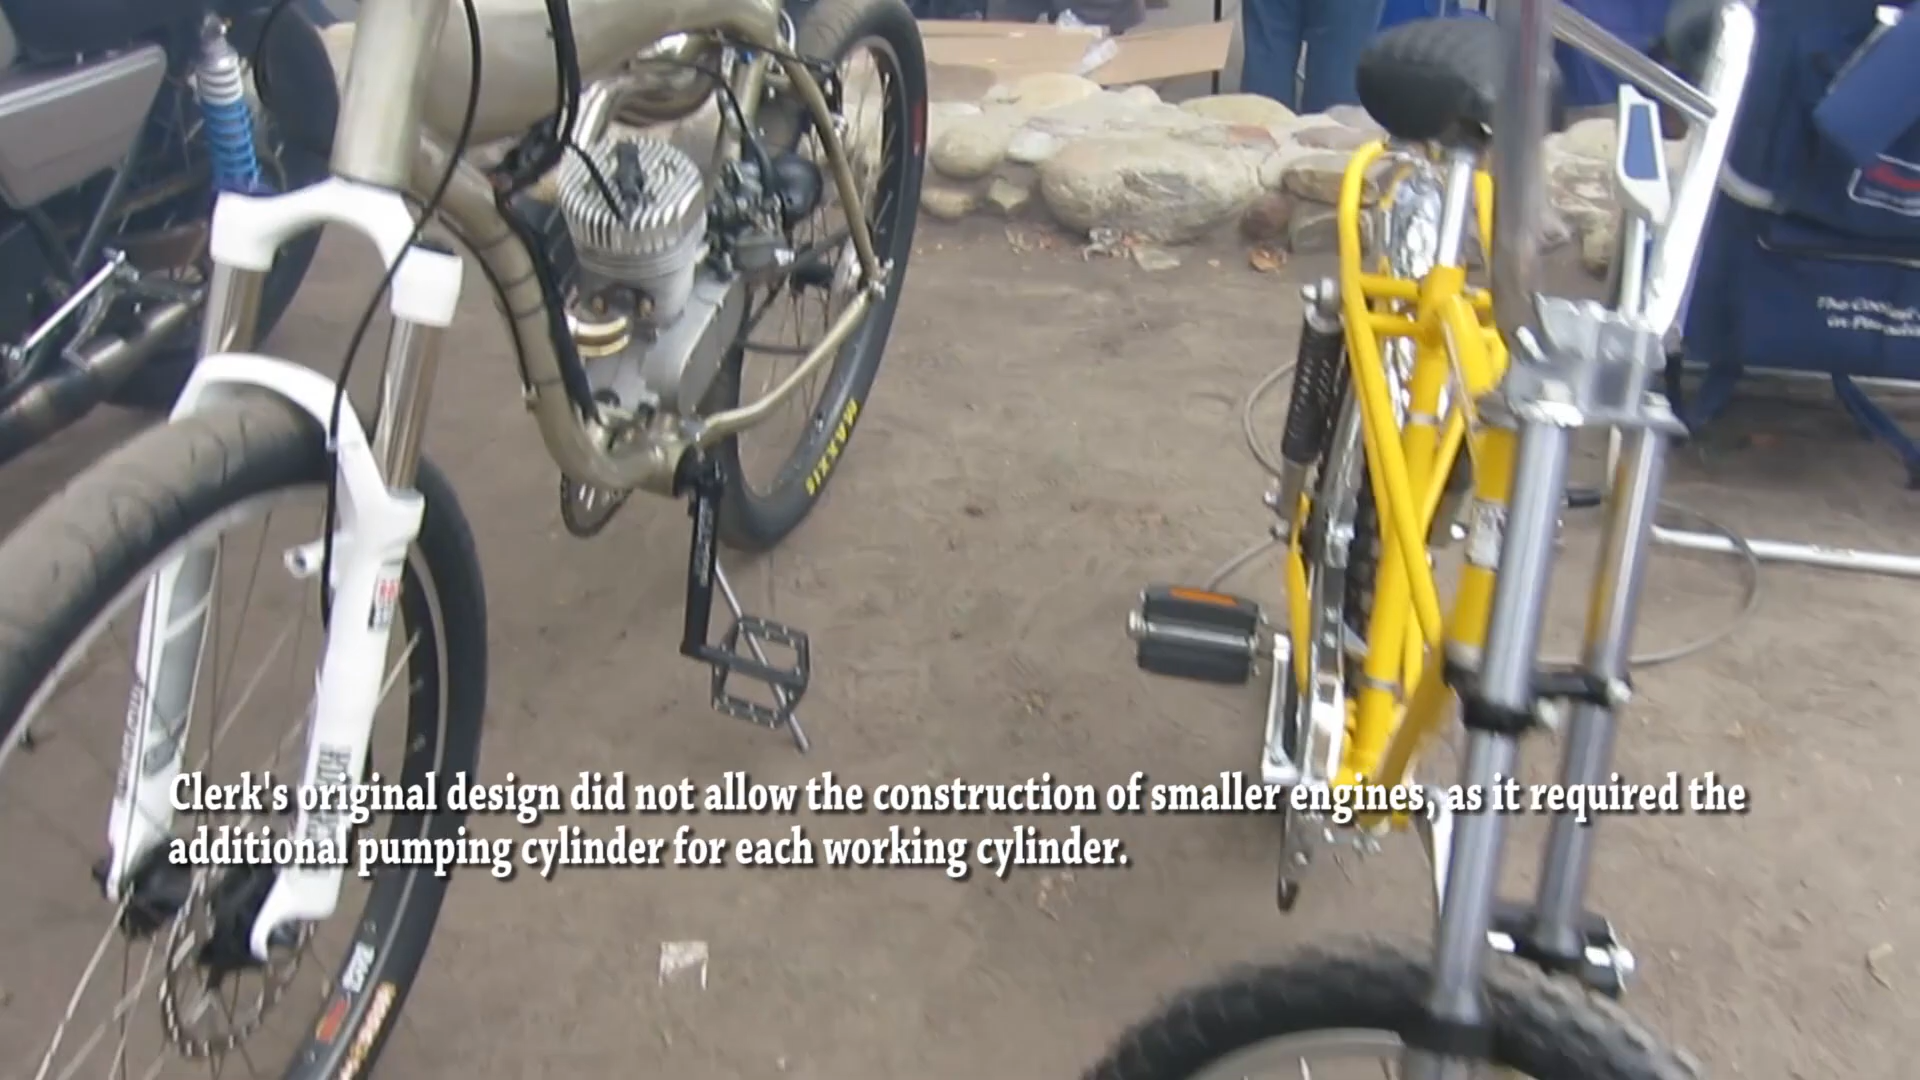 MAXXIS
Clerk's original design did not allow the construction of smaller engines, as it required the
additional pumping cylinder for each working cylinder.